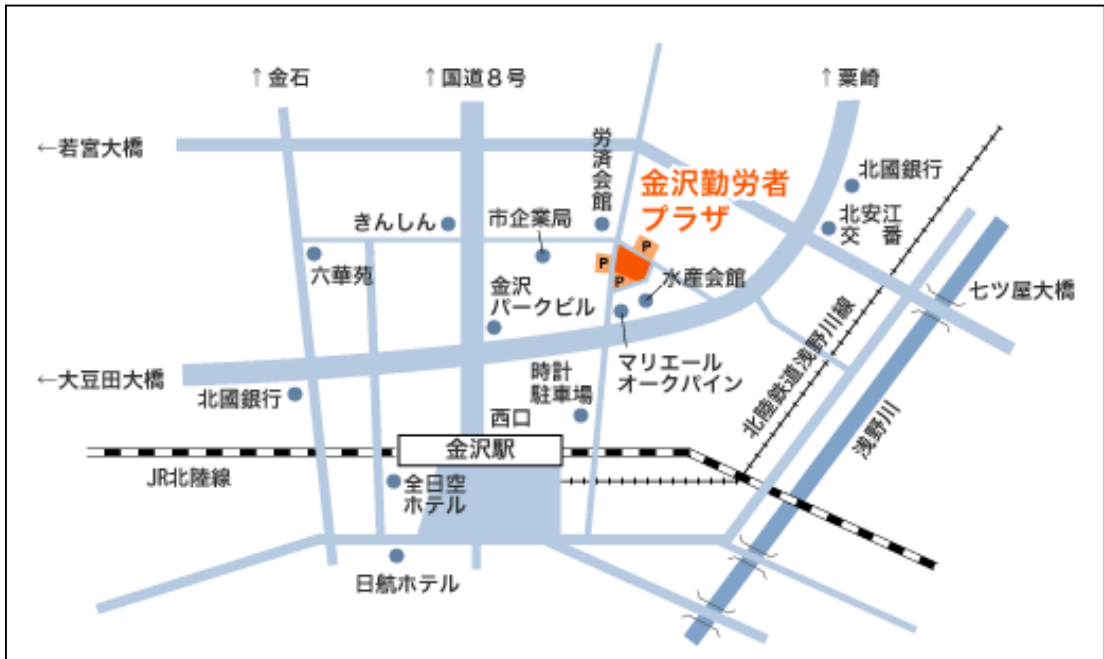 ↑金石
↑国道8号
↑粟崎
←若宮大橋
労済会館
金沢勤労者
プラザ
北國銀行
北安江
交　番
きんしん
市企業局
六華苑
P
P
P
水産会館
金沢
パークビル
七ツ屋大橋
マリエール
オークパイン
←大豆田大橋
北國銀行
時計
駐車場
北陸鉄道浅野川線
浅野川
西口
金沢駅
JR北陸線
全日空
ホテル
日航ホテル